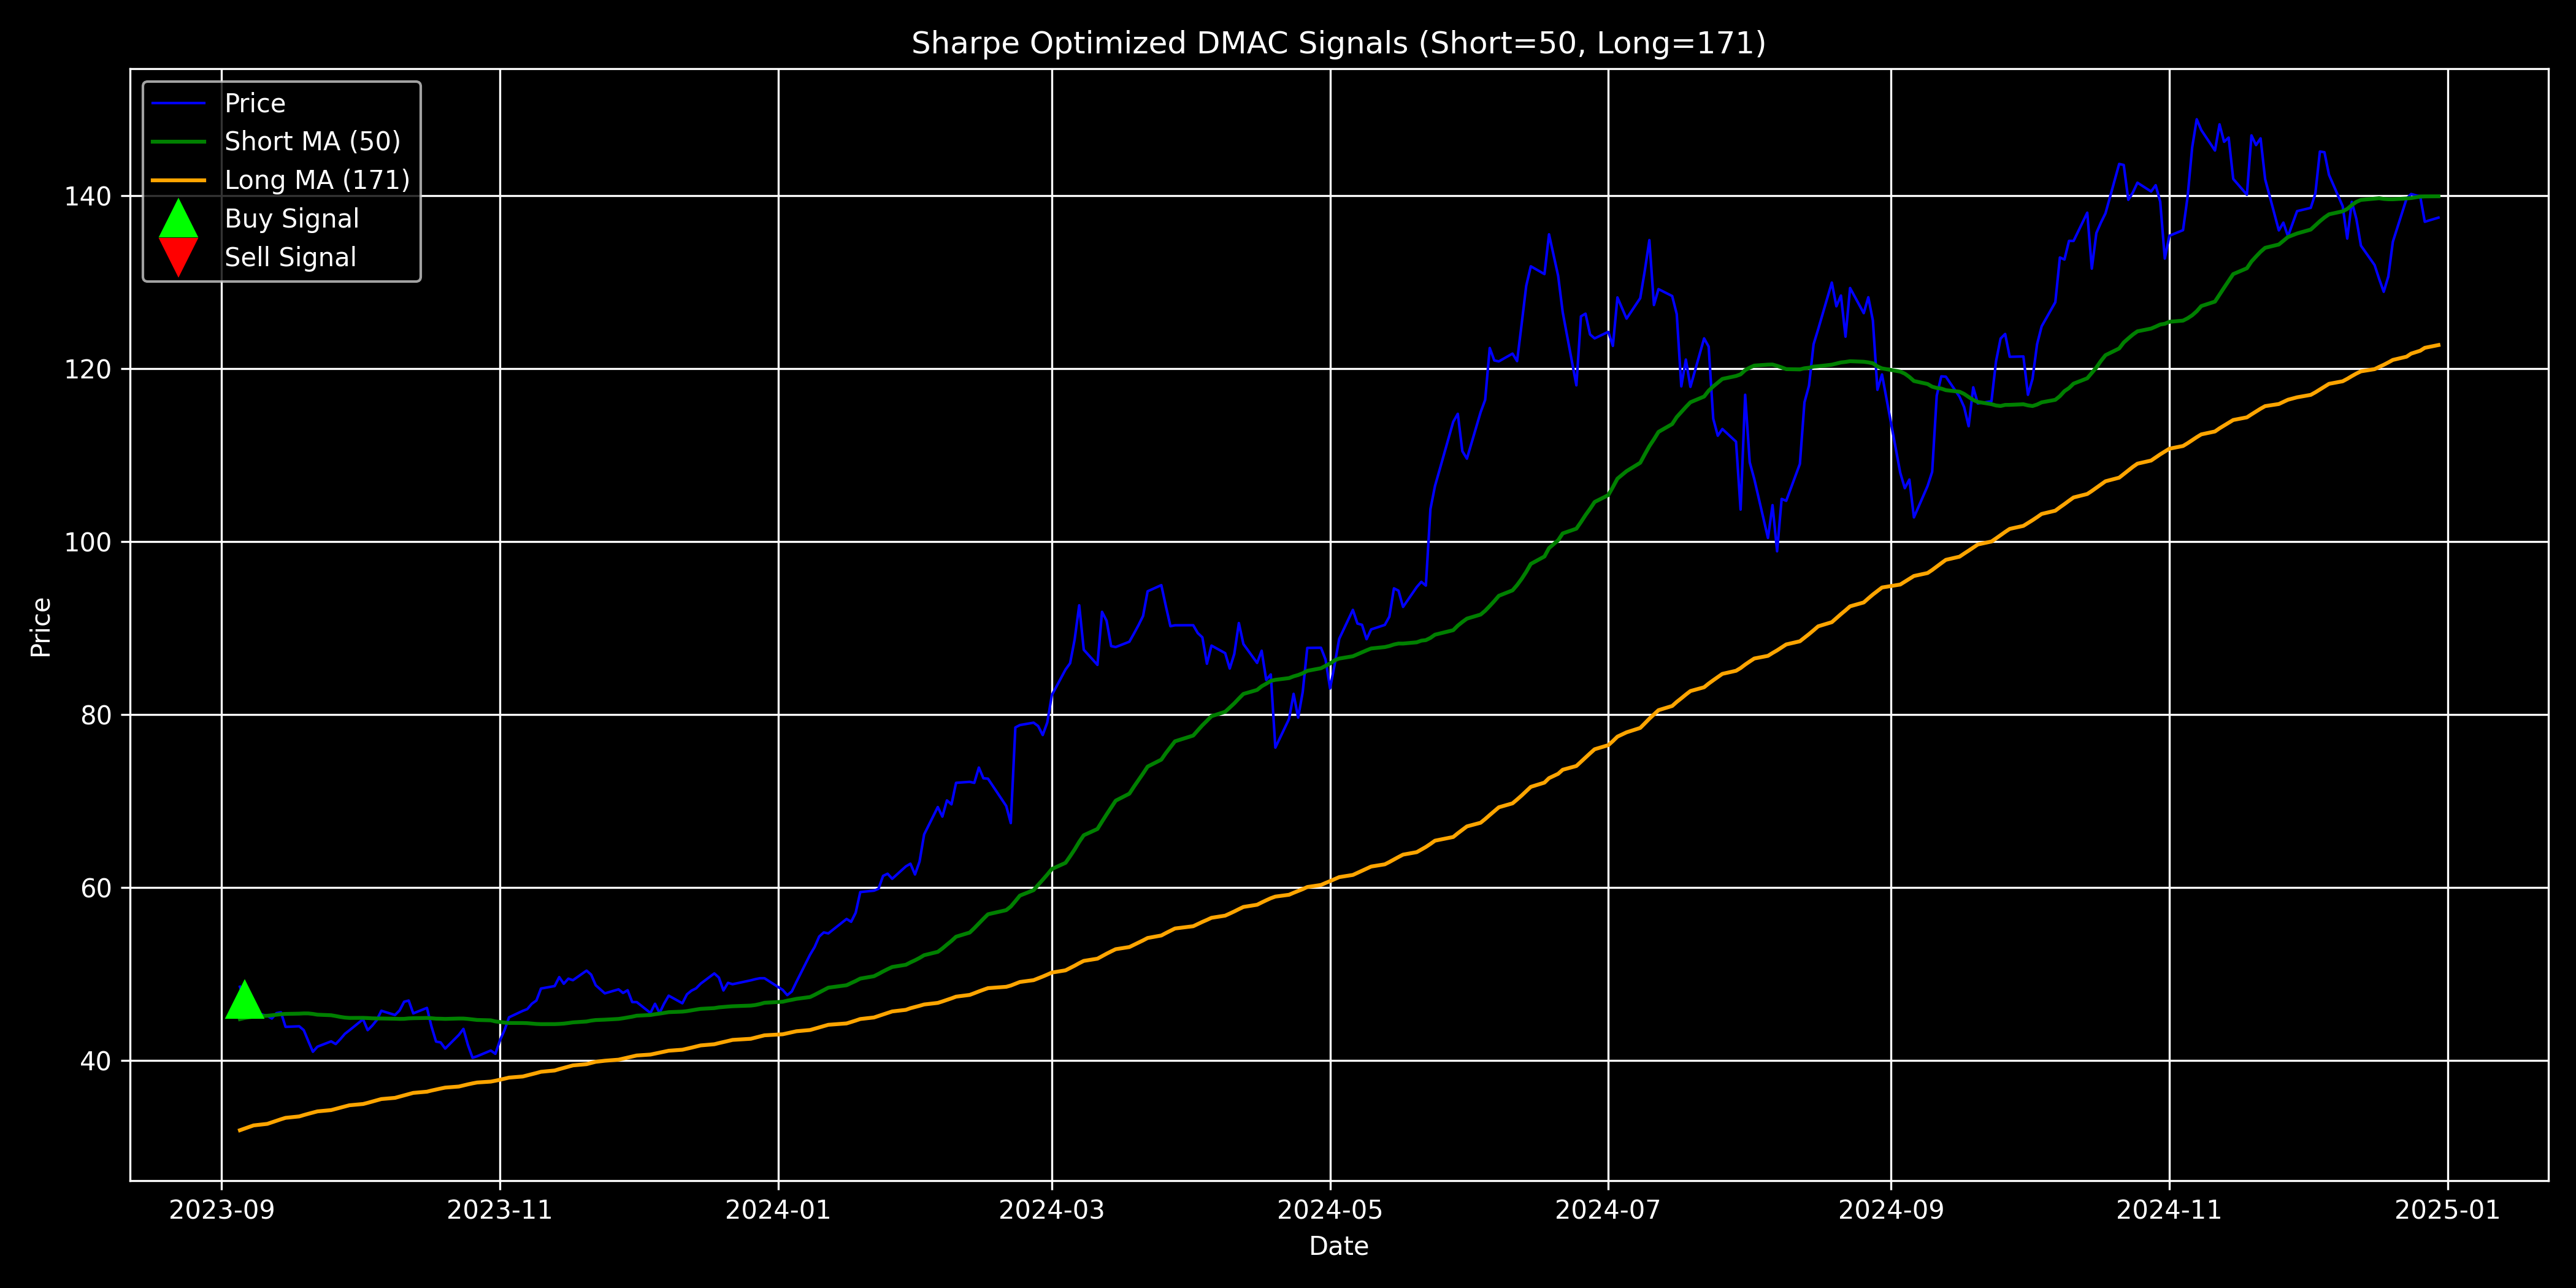 Sharpe Optimized DMAC Signals (Short=50, Long=171)
Price
Short MA (50)
Long MA (171)
Buy Signal
Sell Signal
140
120
100
80
60
40
Price
2023-09
2023-11
2024-01
2024-03
2024-05
2024-07
2024-09
2024-11
2025-01
Date